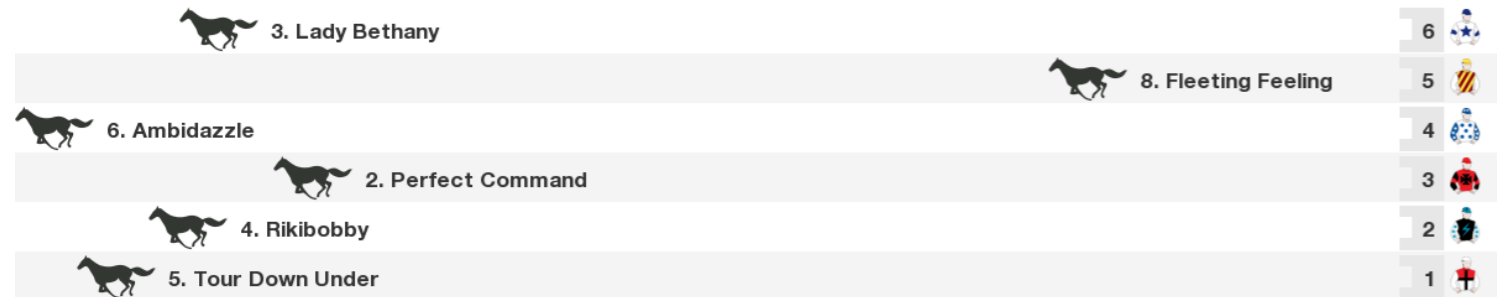 3. Lady Bethany 6
8. Fleeting Feeling 5
6. Ambidazzle 4
2. Perfect Command 3
4. Rikibobby 2
5. Tour Down Under 1